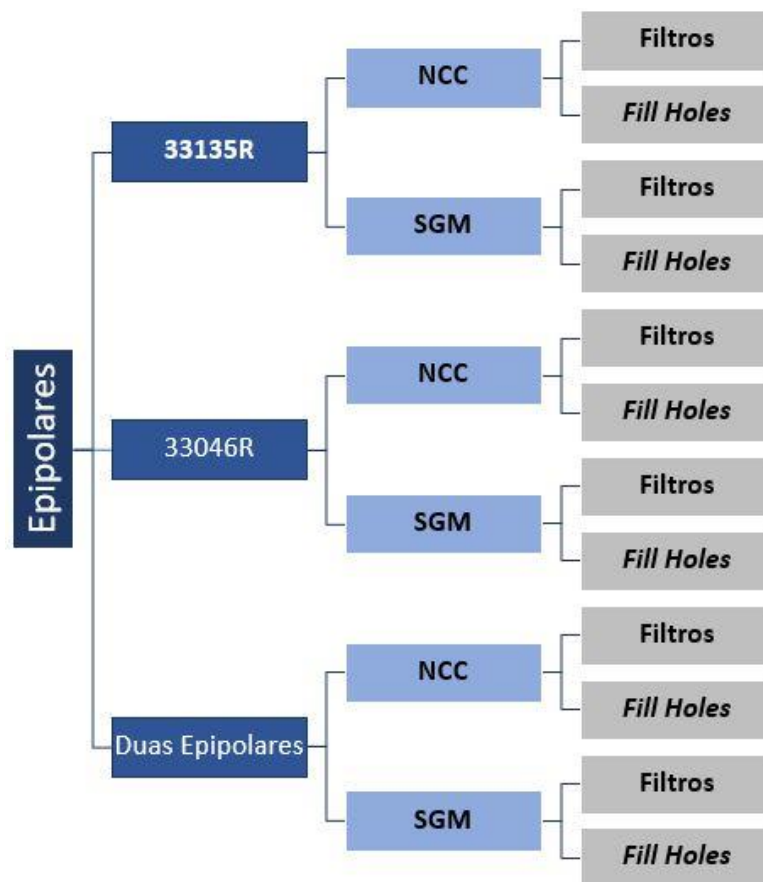 Epipolares
33135R
NCC
Filtros
Fill Holes
SGM
Filtros
Fill Holes
33046R
NCC
Filtros
Fill Holes
SGM
Filtros
Fill Holes
Duas Epipolares
NCC
Filtros
Fill Holes
SGM
Filtros
Fill Holes